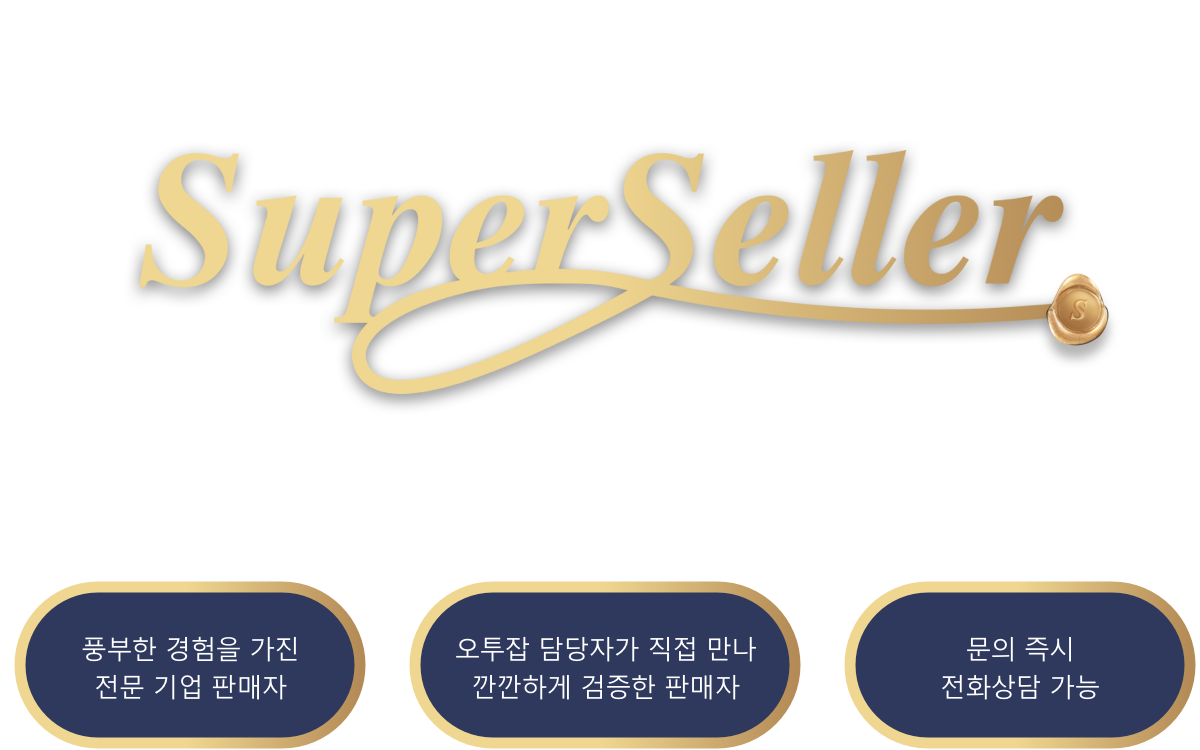 SuperSeller
S
풍부한 경험을 가진
전문 기업 판매자
오투잡 담당자가 직접 만나
깐깐하게 검증한 판매자
문의 즉시
전화상담 가능